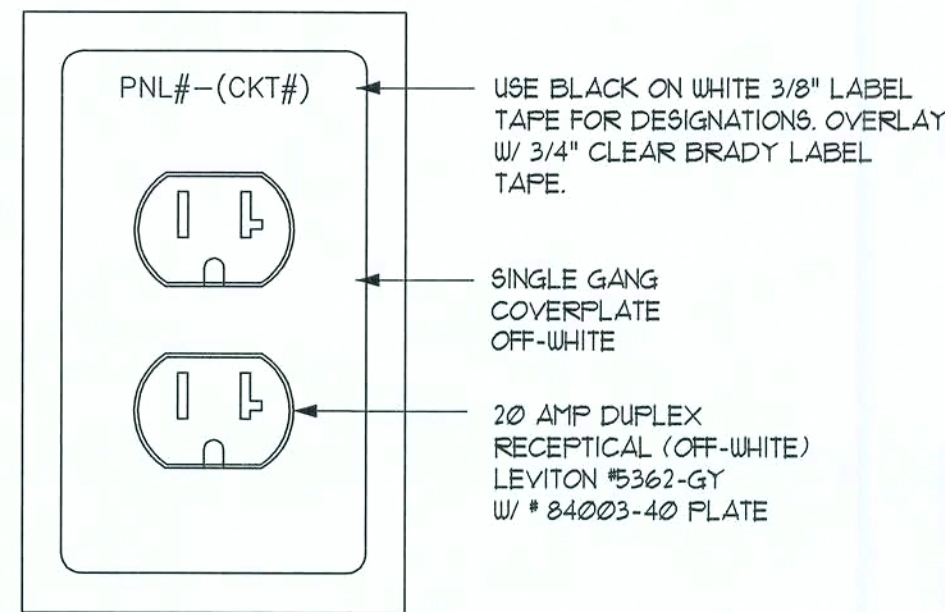 PNL#-(CKT#)
USE BLACK ON WHITE 3/8" LABEL
TAPE FOR DESIGNATIONS. OVERLAY
W/ 3/4" CLEAR BRADY LABEL
TAPE.
SINGLE GANG
COVERPLATE
OFF-WHITE
20 AMP DUPLEX
RECEPTICAL (OFF-WHITE)
LEVITON #5362-GY
W/ # 84003-40 PLATE